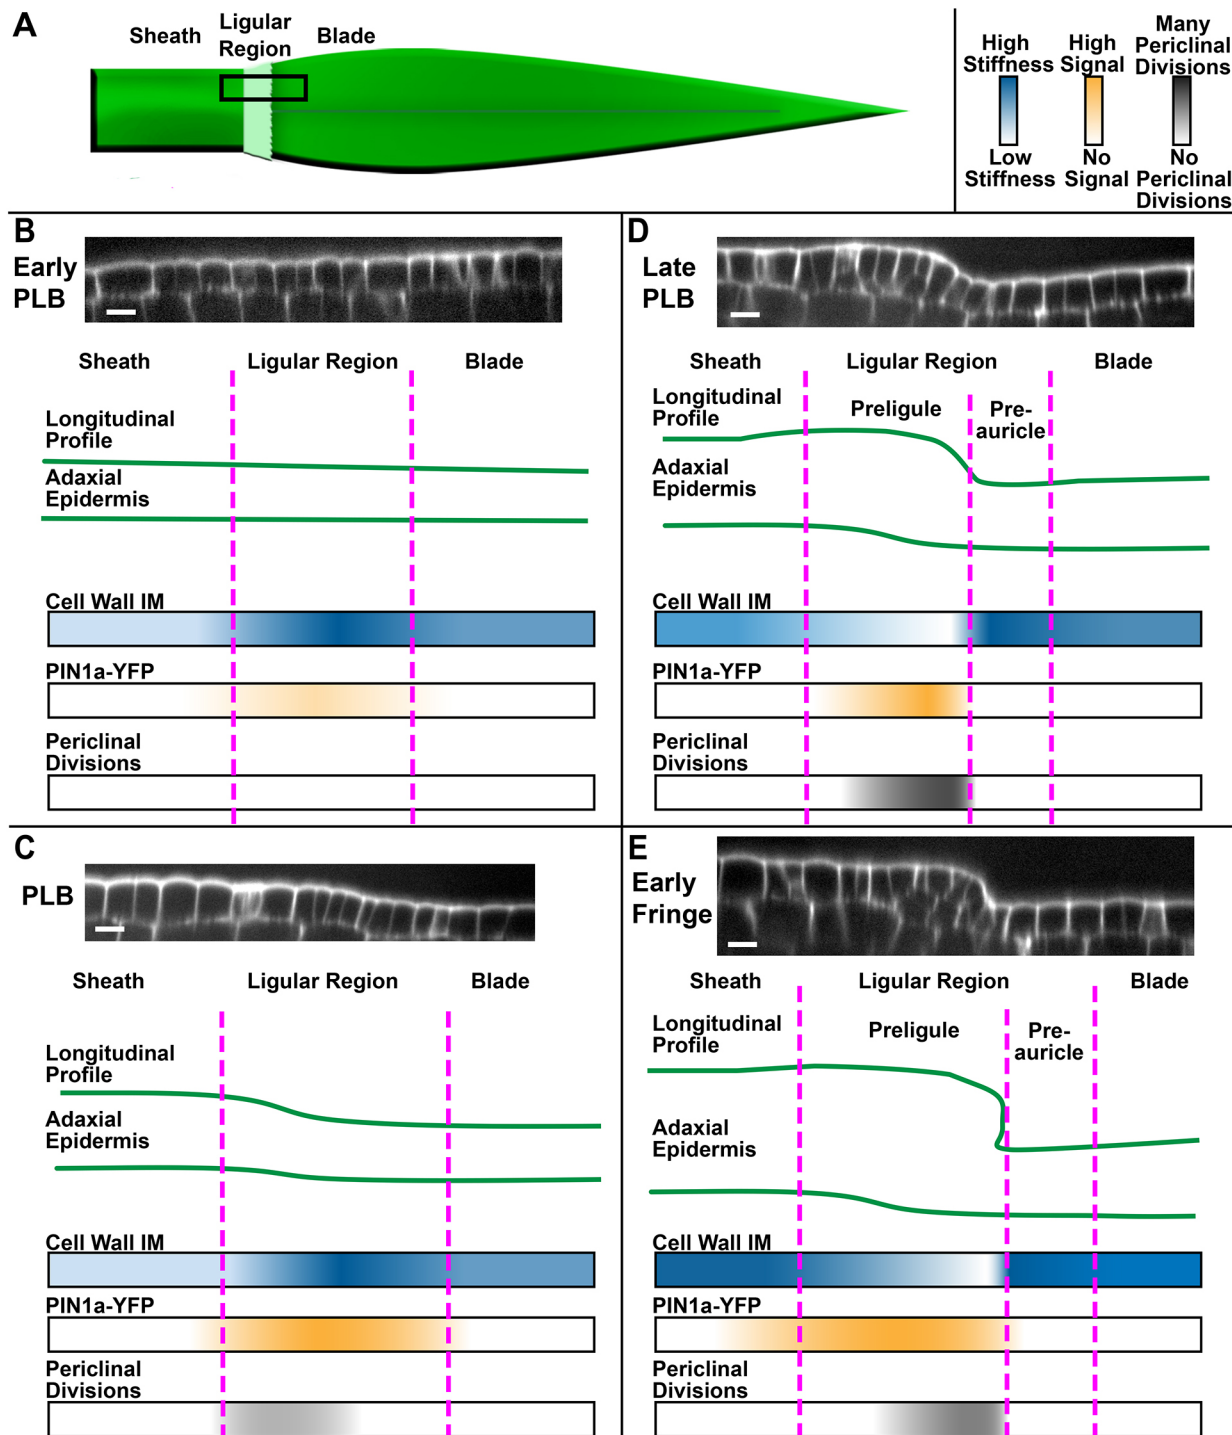 A
Sheath
Ligular
Region
Blade
High
Stiffness
High
Signal
Many
Periclinal
Divisions
Low
Stiffness
No
Signal
No
Periclinal
Divisions
B
Early
PLB
Sheath
Ligular Region
Blade
Longitudinal
Profile
Adaxial
Epidermis
Cell Wall IM
PIN1a-YFP
Periclinal
Divisions
D
Late
PLB
Sheath
Ligular Region
Blade
Longitudinal
Profile
Preligule
Pre-
auricle
Adaxial
Epidermis
Cell Wall IM
PIN1a-YFP
Periclinal
Divisions
C
PLB
Sheath
Ligular Region
Blade
Longitudinal
Profile
Adaxial
Epidermis
Cell Wall IM
PIN1a-YFP
Periclinal
Divisions
E
Early
Fringe
Sheath
Ligular Region
Blade
Longitudinal
Profile
Preligule
Pre-
auricle
Adaxial
Epidermis
Cell Wall IM
PIN1a-YFP
Periclinal
Divisions